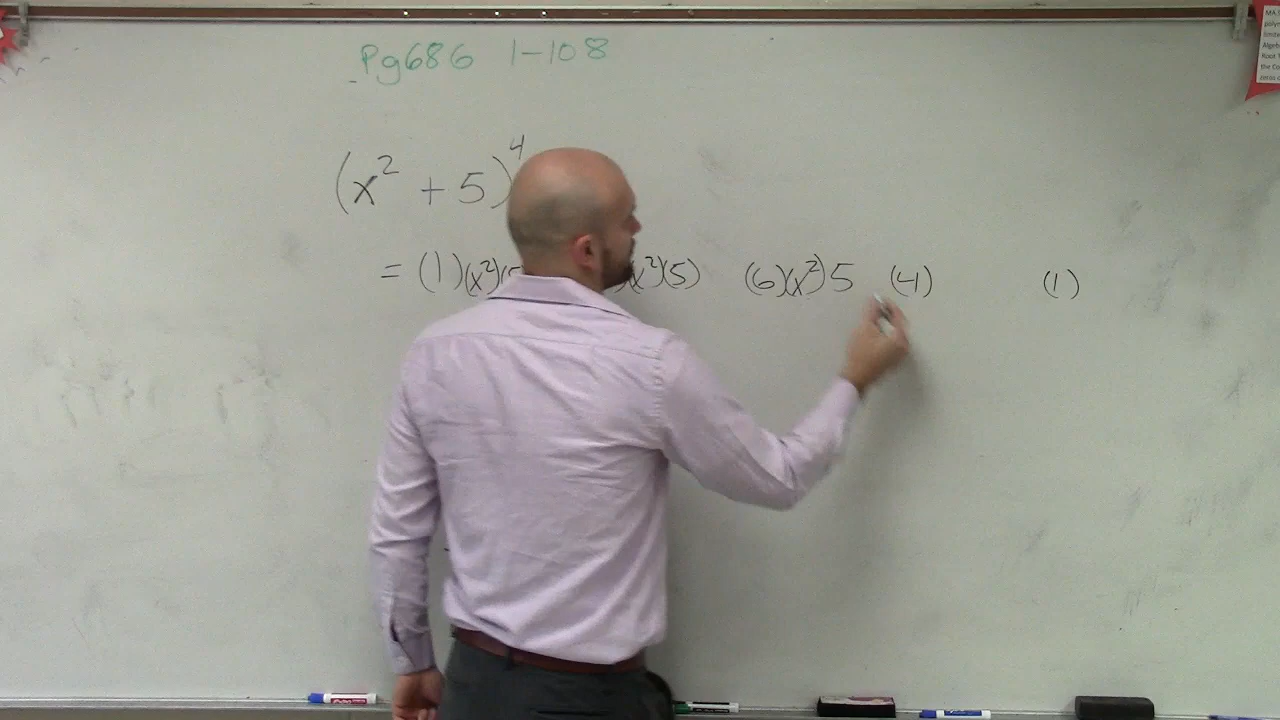 Pg686 1-108
(x² + 5)⁴
= (1)(x²)(5 (x²)(5) (6)(x²)5 (4) (1)